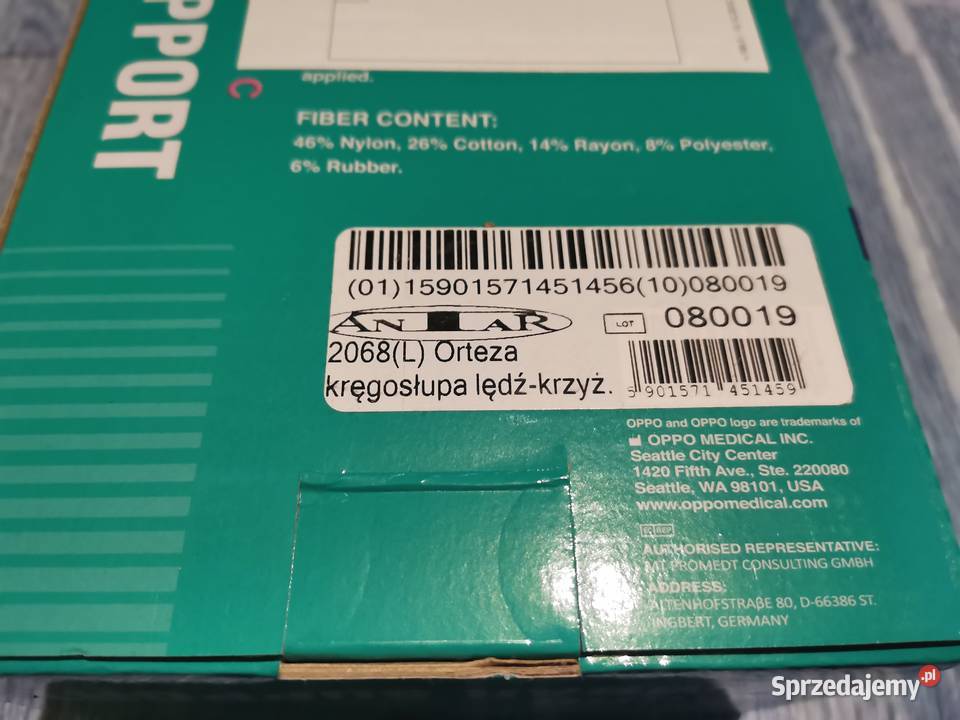 PPORT
C
applied.
FIBER CONTENT:
46% Nylon, 26% Cotton, 14% Rayon, 8% Polyester,
6% Rubber.
(01)15901571451456(10)080019
ANTAR
LOT 080019
2068(L) Orteza
kręgosłupa lędź-krzyż.
5 901571 451459
OPPO and OPPO logo are trademarks of
OPPO MEDICAL INC.
Seattle City Center
1420 Fifth Ave., Ste. 220080
Seattle, WA 98101, USA
www.oppomedical.com
EC REP
AUTHORISED REPRESENTATIVE:
MT PROMEDT CONSULTING GMBH
ADDRESS:
ALTENHOFSTRAßE 80, D-66386 ST.
INGBERT, GERMANY
Sprzedajemy.pl